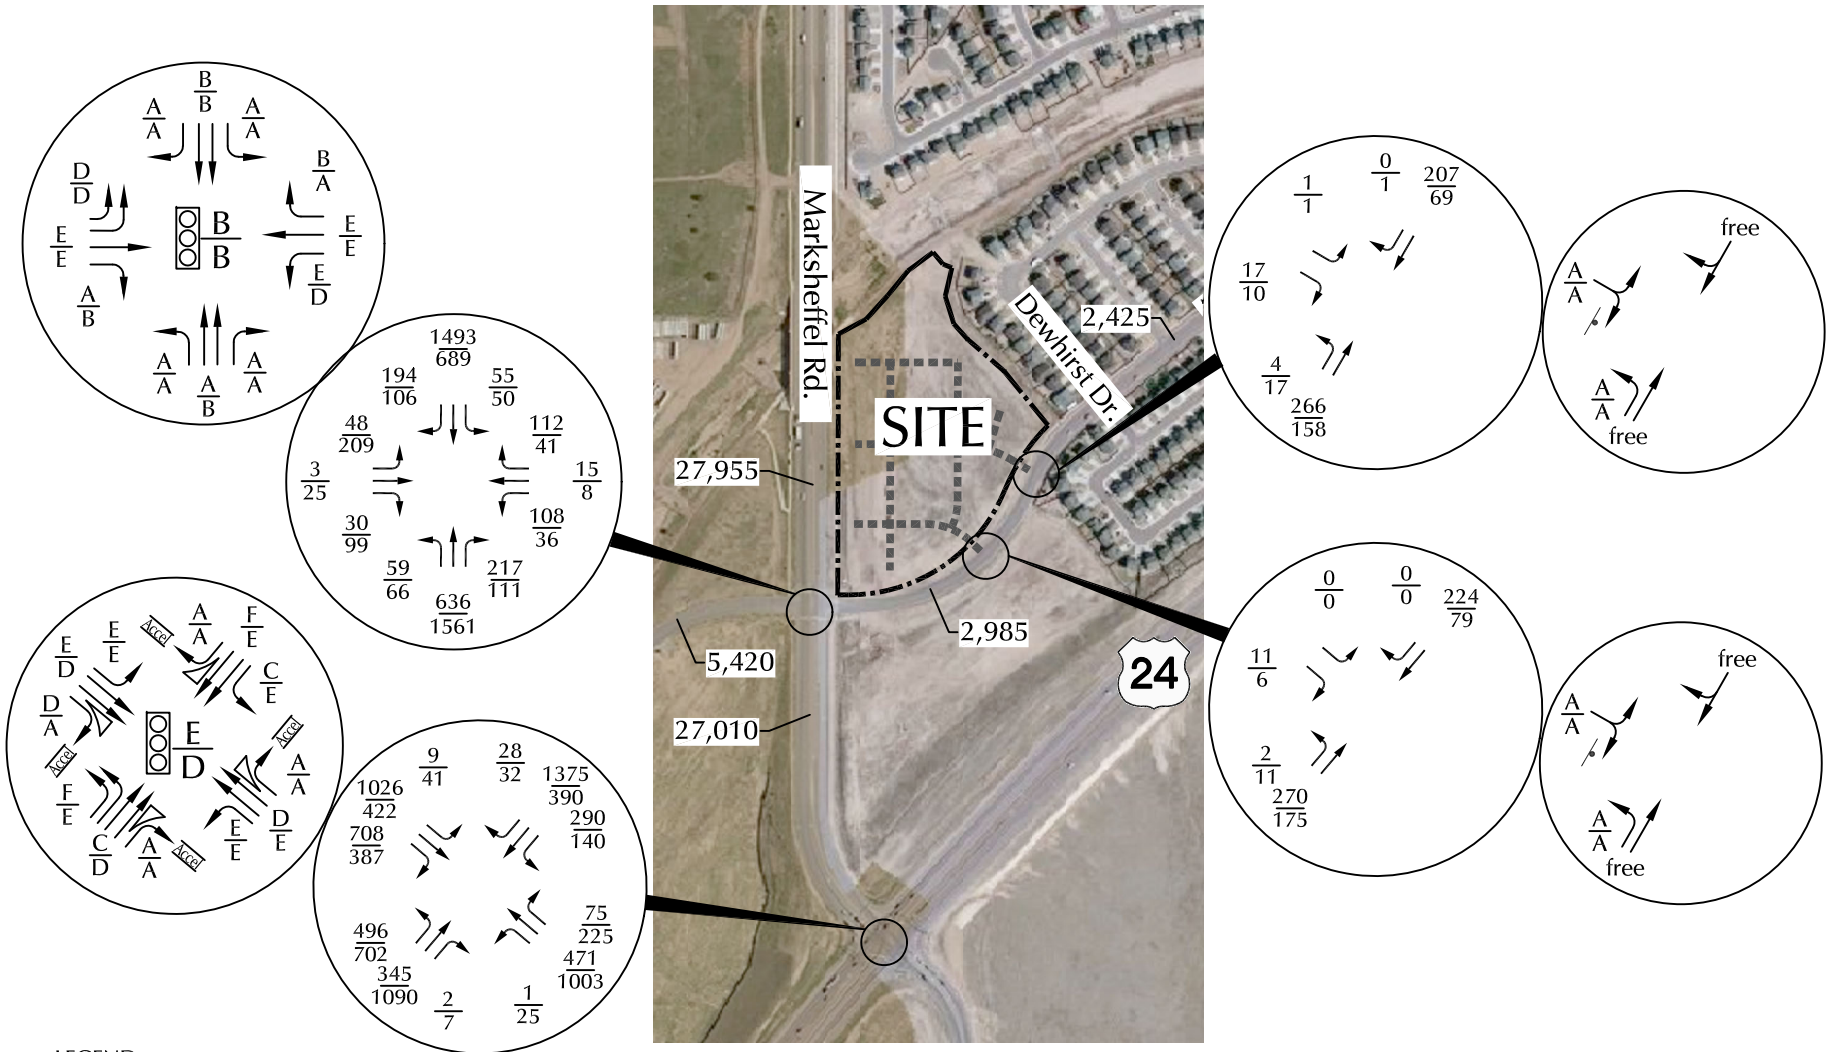 B
B
A
A
A
A
D
D
B
A
E
E
B
B
E
E
A
B
E
D
A
A
A
B
A
A
1493
689
194
106
55
50
48
209
112
41
3
25
15
8
30
99
108
36
59
66
217
111
636
1561
Accel
A
A
F
E
E
E
E
D
C
E
D
A
Accel
E
D
Accel
A
A
F
E
D
E
E
E
C
D
A
A
Accel
9
41
28
32
1375
390
1026
422
290
140
708
387
75
225
496
702
471
1003
345
1090
2
7
1
25
Marksheffel Rd.
Dewhirst Dr.
2,425
SITE
27,955
2,985
5,420
24
27,010
0
1
207
69
1
1
17
10
4
17
266
158
free
A
A
A
A
free
0
0
0
0
224
79
11
6
2
11
270
175
free
A
A
A
A
free